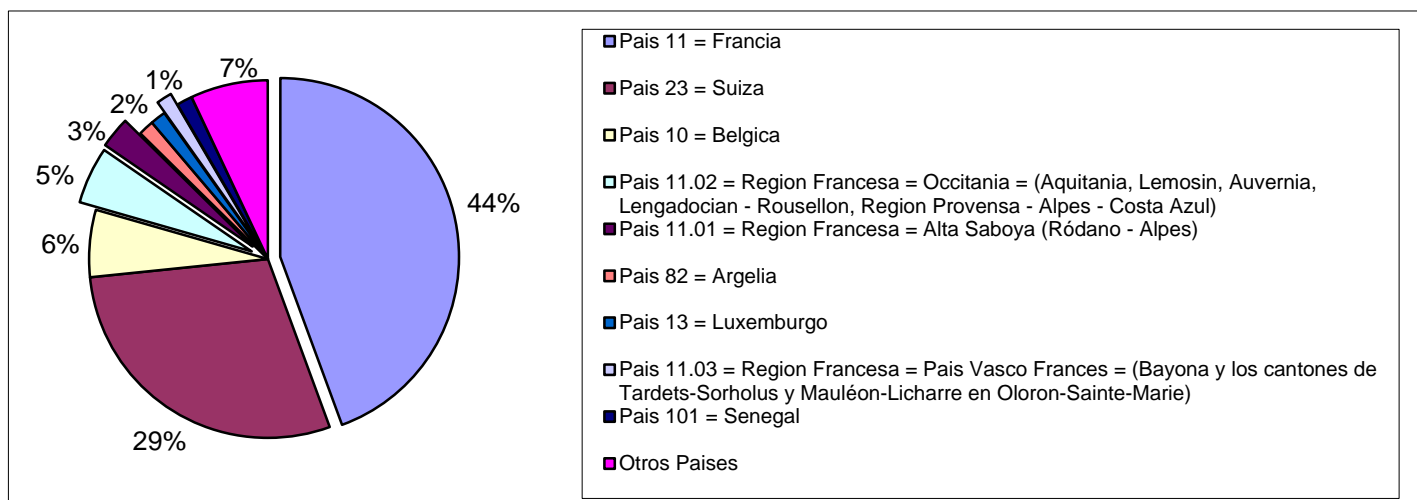 44%
29%
6%
5%
3%
2%
1%
7%
Pais 11 = Francia
Pais 23 = Suiza
Pais 10 = Belgica
Pais 11.02 = Region Francesa = Occitania = (Aquitania, Lemosin, Auvernia,
Lengadocian - Rousellon, Region Provensa - Alpes - Costa Azul)
Pais 11.01 = Region Francesa = Alta Saboya (Ródano - Alpes)
Pais 82 = Argelia
Pais 13 = Luxemburgo
Pais 11.03 = Region Francesa = Pais Vasco Frances = (Bayona y los cantones de
Tardets-Sorholus y Mauléon-Licharre en Oloron-Sainte-Marie)
Pais 101 = Senegal
Otros Paises